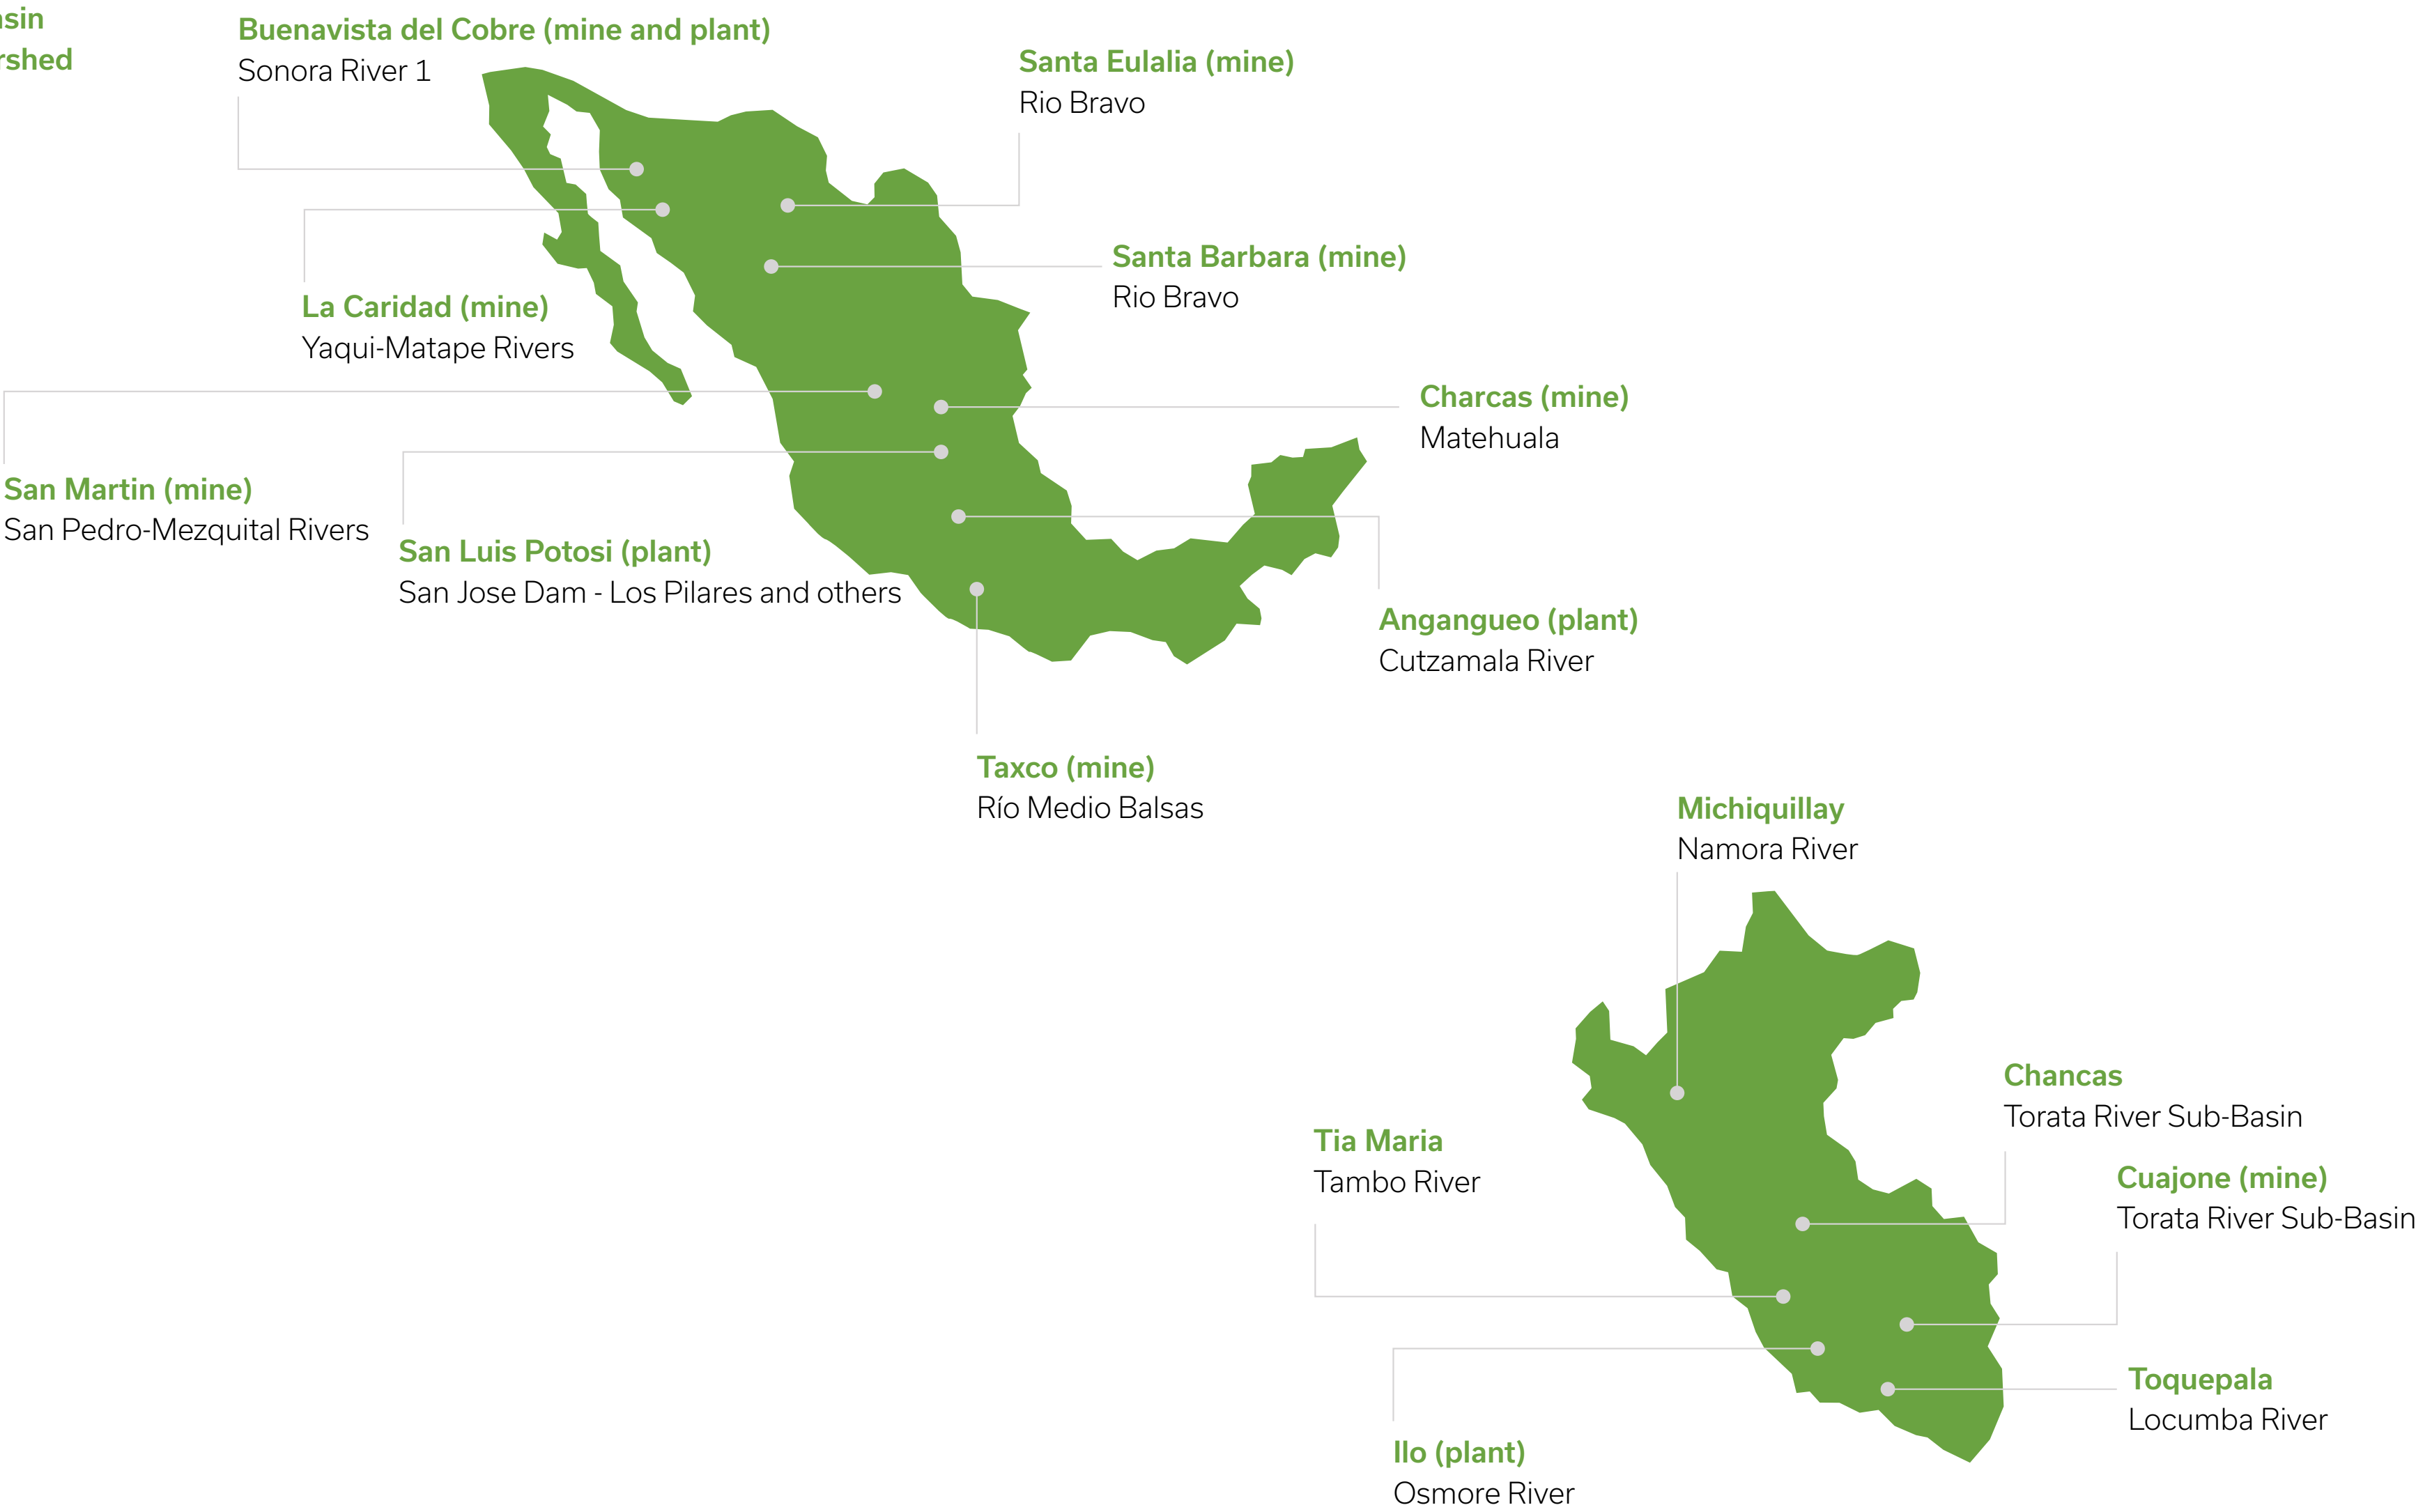 Buenavista del Cobre (mine and plant)
Sonora River 1
Santa Eulalia (mine)
Rio Bravo
Santa Barbara (mine)
Rio Bravo
La Caridad (mine)
Yaqui-Matape Rivers
Charcas (mine)
Matehuala
San Martin (mine)
San Pedro-Mezquital Rivers
San Luis Potosi (plant)
San Jose Dam - Los Pilares and others
Angangueo (plant)
Cutzamala River
Taxco (mine)
Río Medio Balsas
Michiquillay
Namora River
Chancas
Torata River Sub-Basin
Tia Maria
Tambo River
Cuajone (mine)
Torata River Sub-Basin
Toquepala
Locumba River
Ilo (plant)
Osmore River